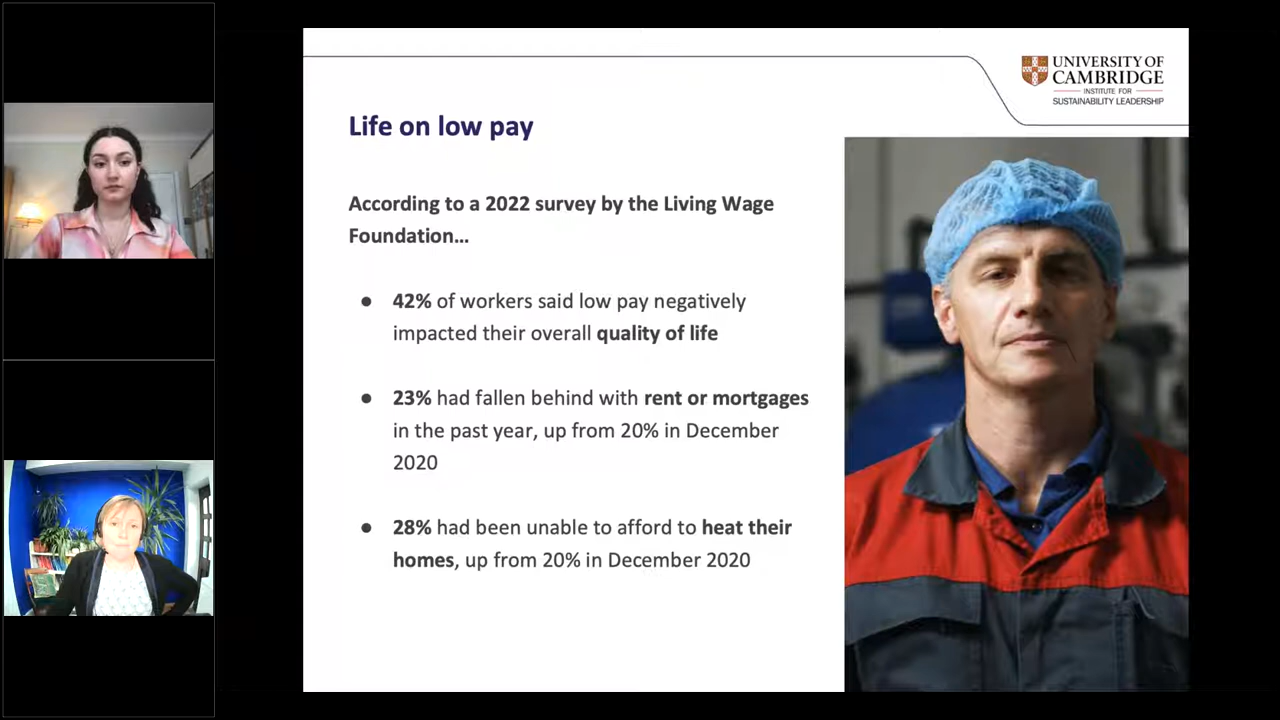 UNIVERSITY OF
CAMBRIDGE
INSTITUTE FOR
SUSTAINABILITY LEADERSHIP
Life on low pay
According to a 2022 survey by the Living Wage
Foundation...
● 42% of workers said low pay negatively
impacted their overall quality of life
● 23% had fallen behind with rent or mortgages
in the past year, up from 20% in December
2020
● 28% had been unable to afford to heat their
homes, up from 20% in December 2020